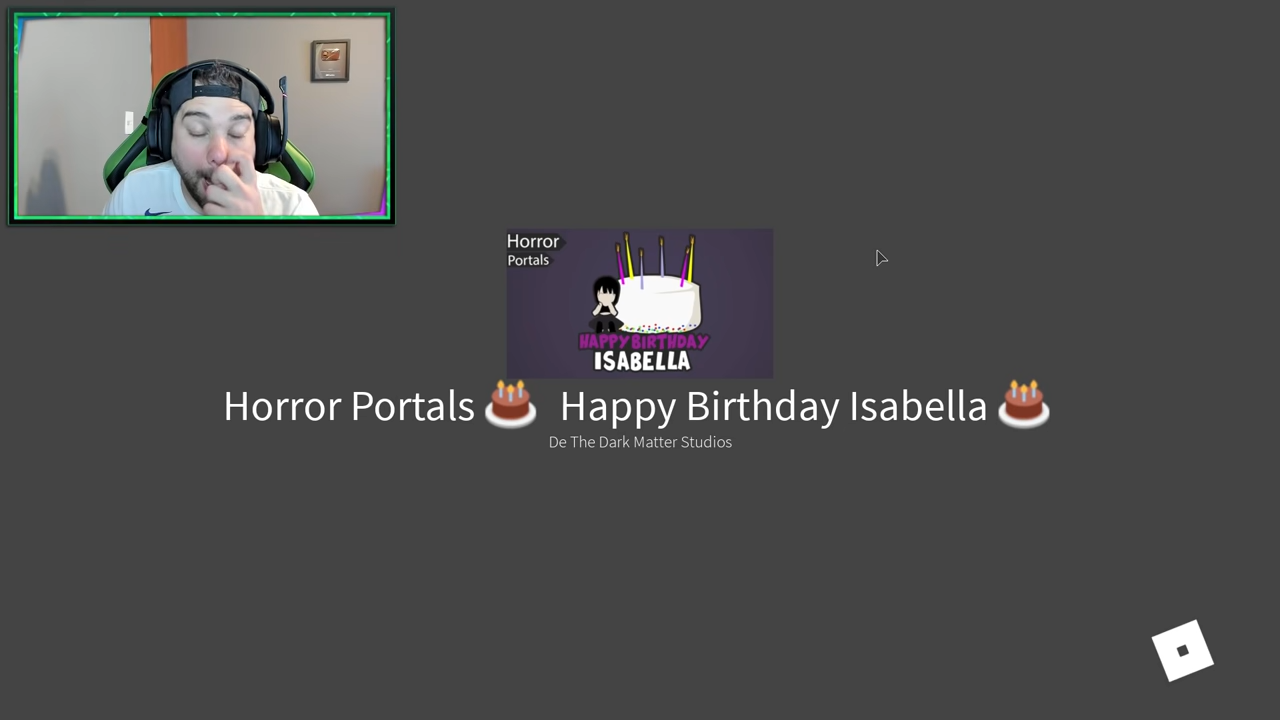 Horror
Portals
HAPPY BIRTHDAY
ISABELLA
Horror Portals 🎂 Happy Birthday Isabella 🎂
De The Dark Matter Studios